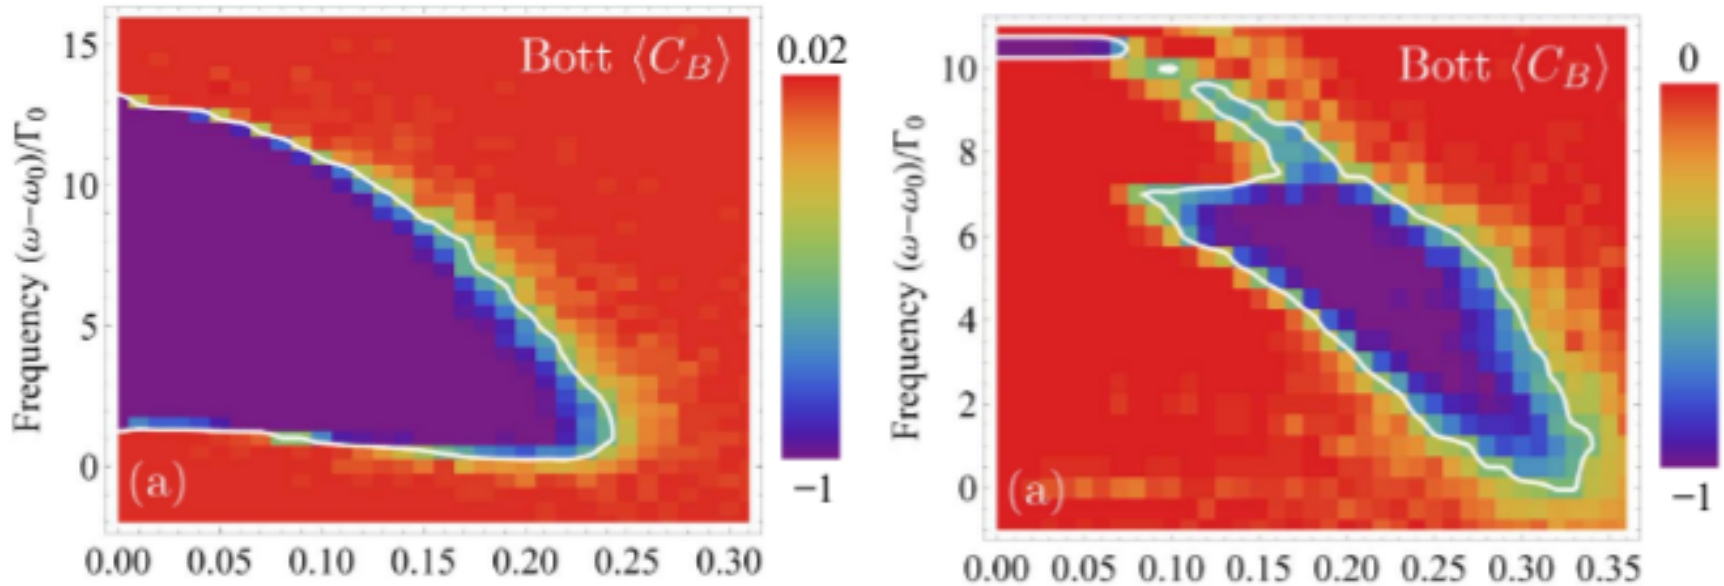 15
10
5
0
Frequency (ω−ω₀)/Γ₀
Bott ⟨C_B⟩
(a)
0.02
−1
0.00 0.05 0.10 0.15 0.20 0.25 0.30
10
8
6
4
2
0
Frequency (ω−ω₀)/Γ₀
Bott ⟨C_B⟩
(a)
0
−1
0.00 0.05 0.10 0.15 0.20 0.25 0.30 0.35